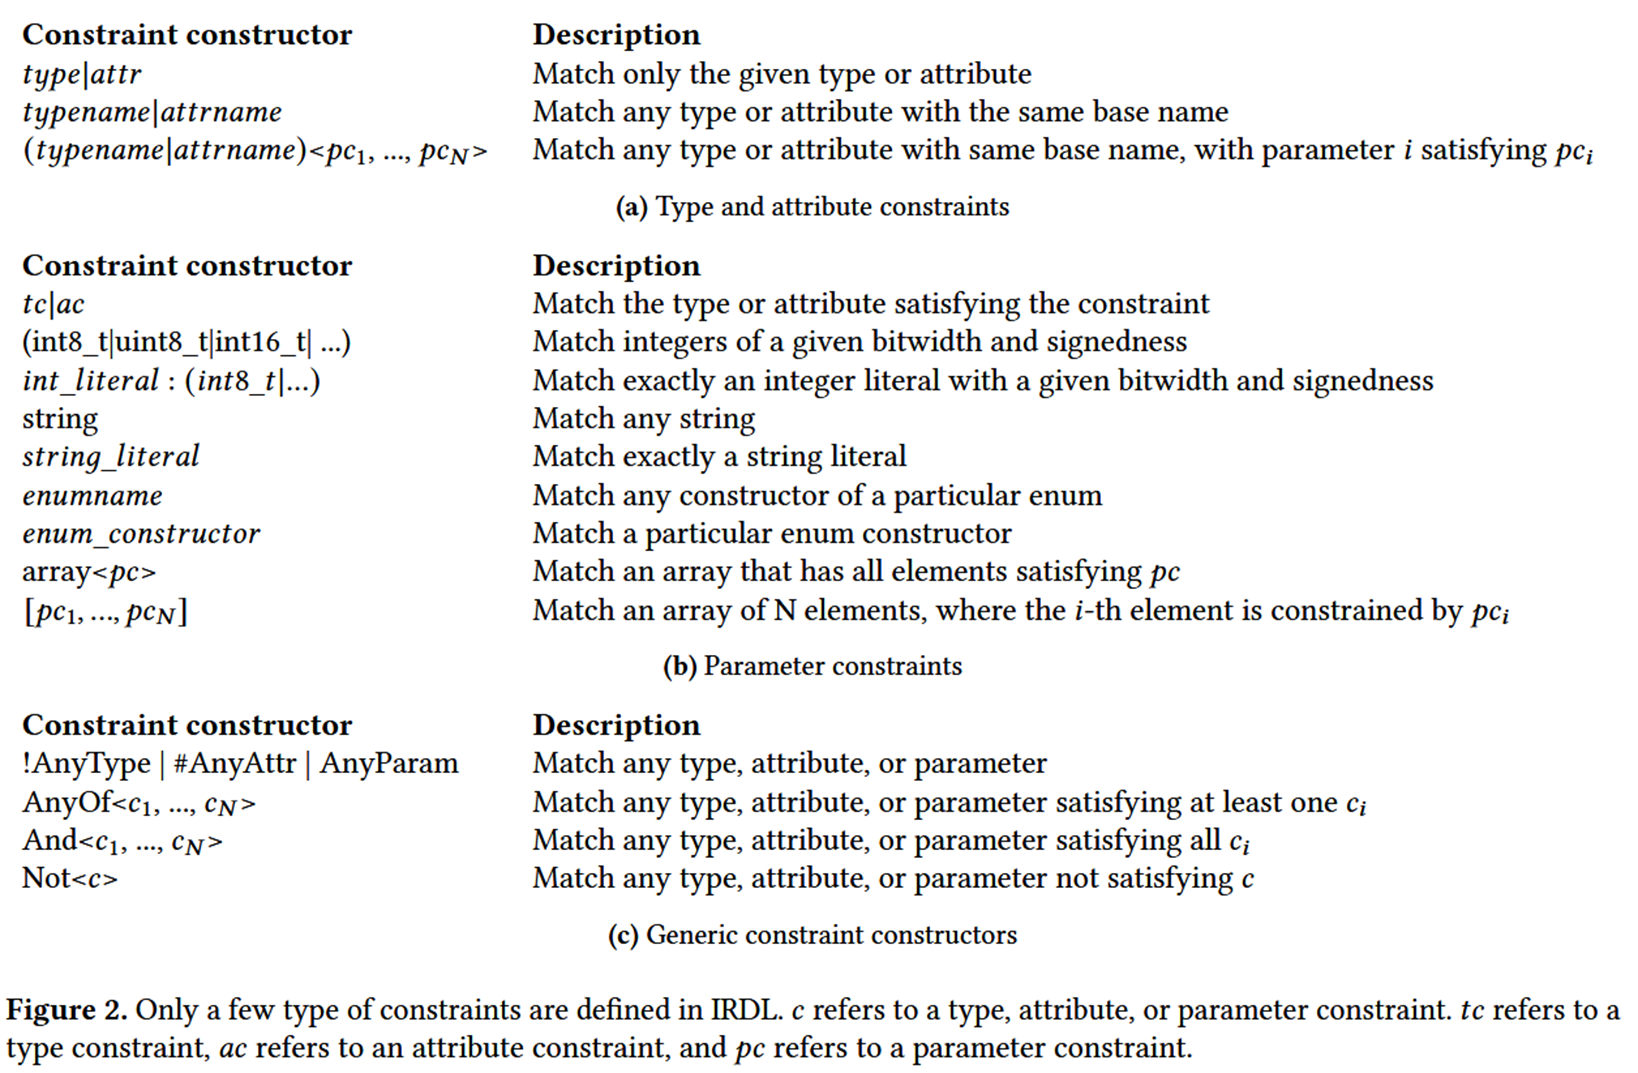 Constraint constructor Description
type|attr Match only the given type or attribute
typename|attrname Match any type or attribute with the same base name
(typename|attrname)<pc₁, ..., pc_N> Match any type or attribute with same base name, with parameter i satisfying pcᵢ
(a) Type and attribute constraints
Constraint constructor Description
tc|ac Match the type or attribute satisfying the constraint
(int8_t|uint8_t|int16_t| ...) Match integers of a given bitwidth and signedness
int_literal : (int8_t|...) Match exactly an integer literal with a given bitwidth and signedness
string Match any string
string_literal Match exactly a string literal
enumname Match any constructor of a particular enum
enum_constructor Match a particular enum constructor
array<pc> Match an array that has all elements satisfying pc
[pc₁, ..., pc_N] Match an array of N elements, where the i-th element is constrained by pcᵢ
(b) Parameter constraints
Constraint constructor Description
!AnyType | #AnyAttr | AnyParam Match any type, attribute, or parameter
AnyOf<c₁, ..., c_N> Match any type, attribute, or parameter satisfying at least one cᵢ
And<c₁, ..., c_N> Match any type, attribute, or parameter satisfying all cᵢ
Not<c> Match any type, attribute, or parameter not satisfying c
(c) Generic constraint constructors
Figure 2. Only a few type of constraints are defined in IRDL. c refers to a type, attribute, or parameter constraint. tc refers to a
type constraint, ac refers to an attribute constraint, and pc refers to a parameter constraint.